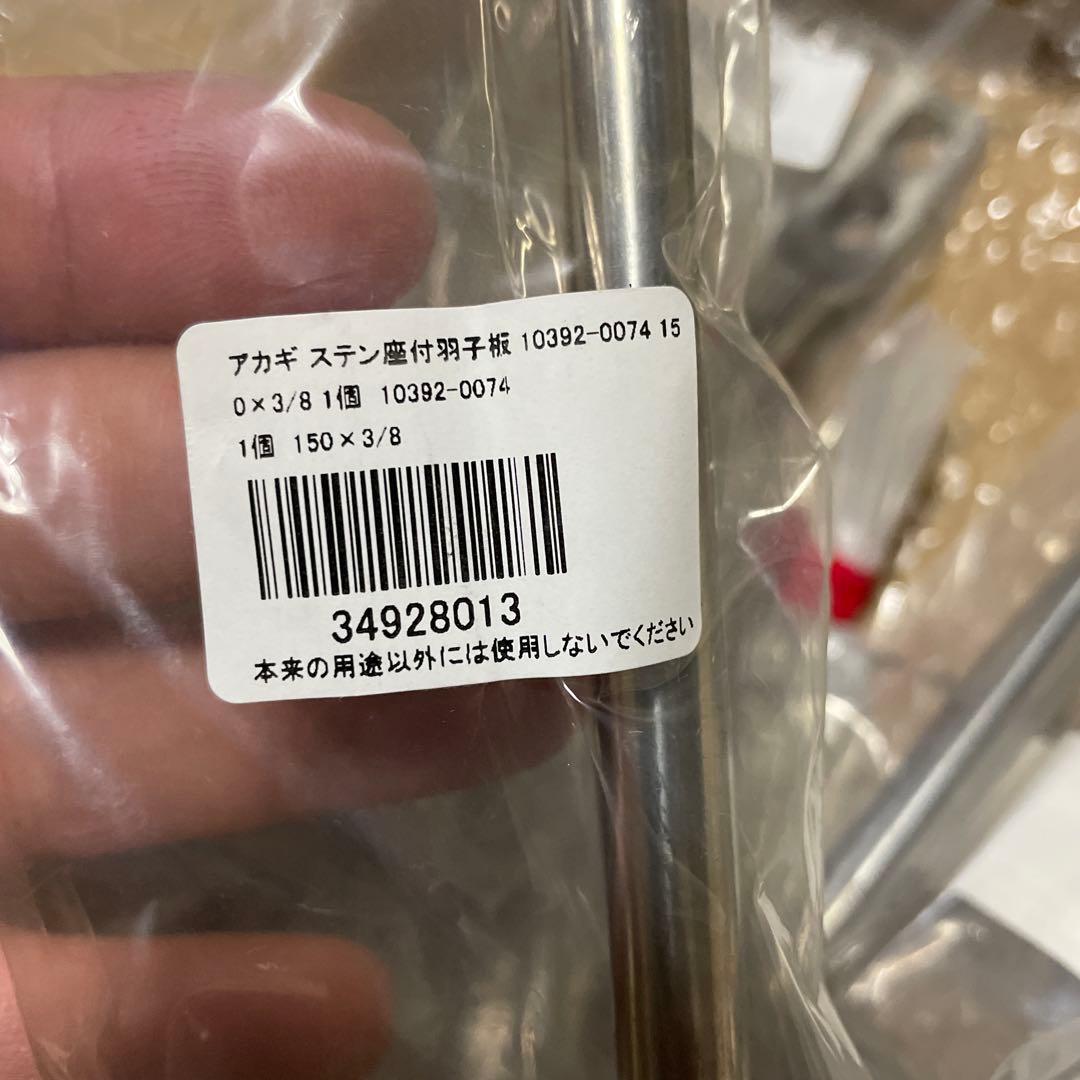 アカギ ステン座付羽子板 10392-0074 15
0×3/8 1個 10392-0074
1個 150×3/8
34928013
本来の用途以外には使用しないでください